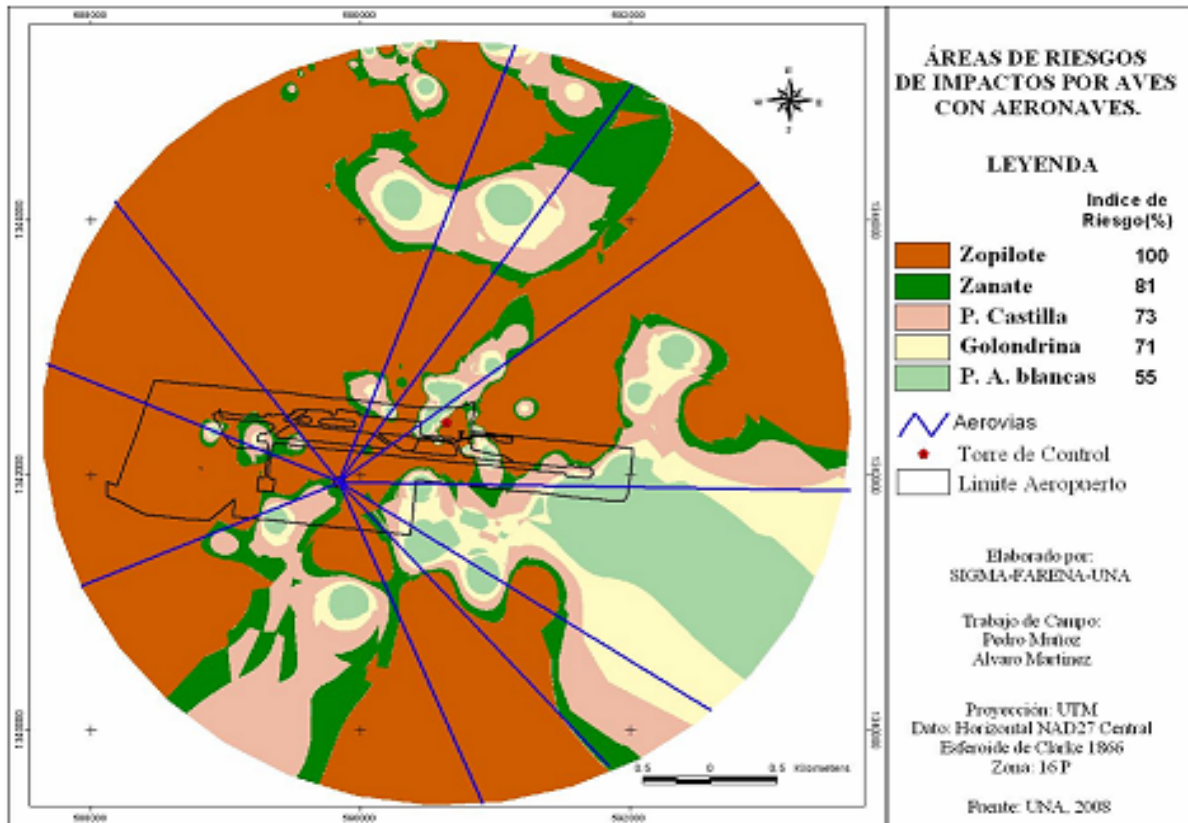 ÁREAS DE RIESGOS
DE IMPACTOS POR AVES
CON AERONAVES.
LEYENDA
Indice de
Riesgo(%)
Zopilote 100
Zanate 81
P. Castilla 73
Golondrina 71
P. A. blancas 55
Aerovias
Torre de Control
Limite Aeropuerto
Elaborado por:
SIGMA-FARENA-UNA
Trabajo de Campo:
Pedro Muñoz
Alvaro Martinez
Proyección: UTM
Dato: Horizontal NAD27 Central
Esferoide de Clarke 1866
Zona: 16 P
Fuente: UNA, 2008
0.5 0 0.5 Kilometers